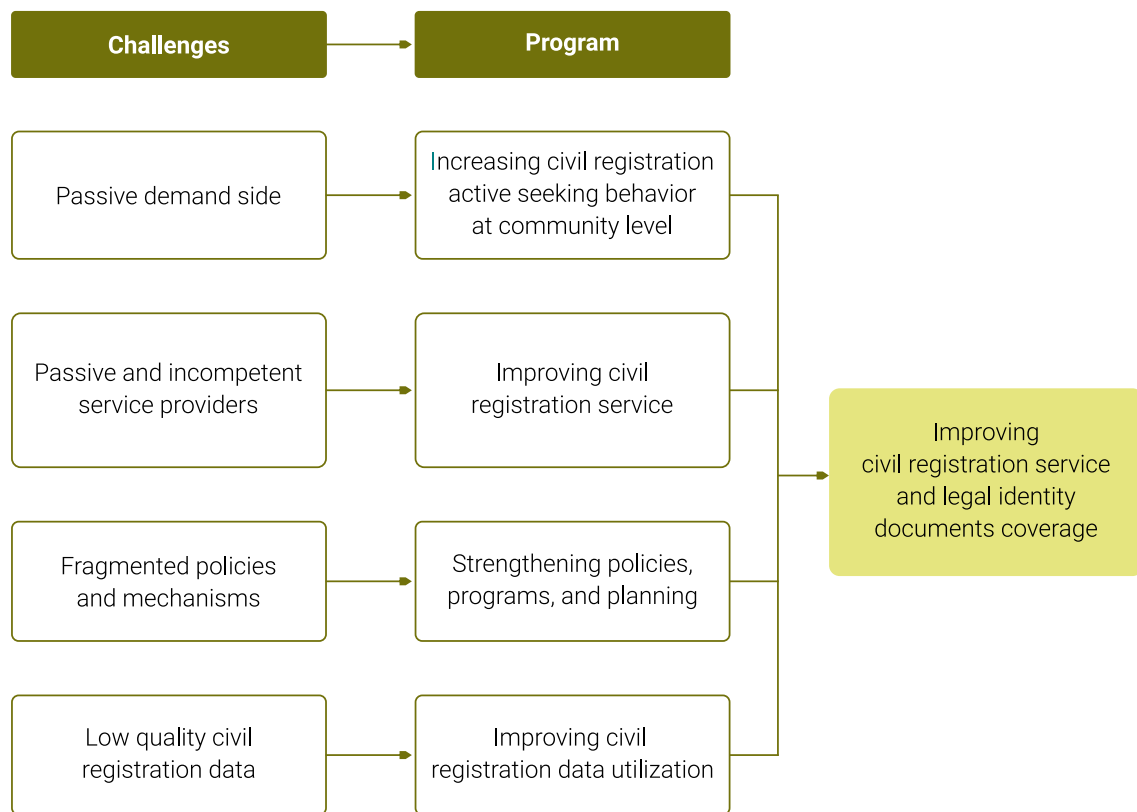 Challenges
Program
Passive demand side
Increasing civil registration
active seeking behavior
at community level
Passive and incompetent
service providers
Improving civil
registration service
Fragmented policies
and mechanisms
Strengthening policies,
programs, and planning
Low quality civil
registration data
Improving civil
registration data utilization
Improving
civil registration service
and legal identity
documents coverage